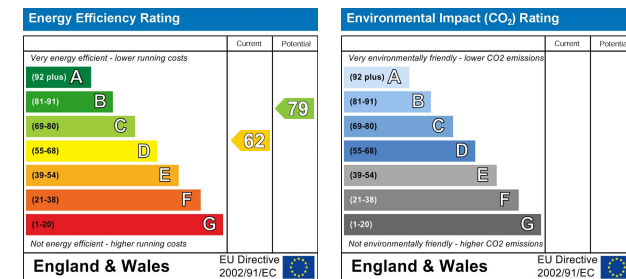 Energy Efficiency Rating
Current Potential
Very energy efficient - lower running costs
(92 plus) A
(81-91) B
(69-80) C
(55-68) D
(39-54) E
(21-38) F
(1-20) G
62
79
Not energy efficient - higher running costs
England & Wales
EU Directive
2002/91/EC
Environmental Impact (CO₂) Rating
Current Potential
Very environmentally friendly - lower CO2 emissions
(92 plus) A
(81-91) B
(69-80) C
(55-68) D
(39-54) E
(21-38) F
(1-20) G
Not environmentally friendly - higher CO2 emissions
England & Wales
EU Directive
2002/91/EC